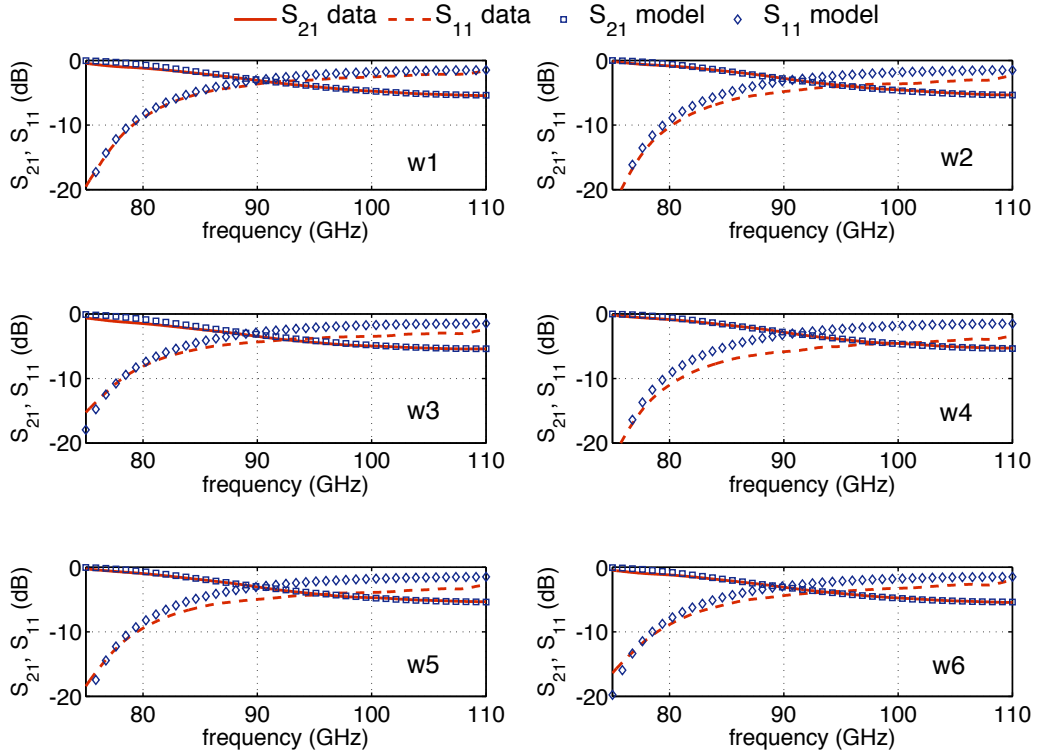 S21 data S11 data S21 model S11 model
0
-10
-20
S21, S11 (dB)
w1
80 90 100 110
frequency (GHz)
0
-10
-20
S21, S11 (dB)
w2
80 90 100 110
frequency (GHz)
0
-10
-20
S21, S11 (dB)
w3
80 90 100 110
frequency (GHz)
0
-10
-20
S21, S11 (dB)
w4
80 90 100 110
frequency (GHz)
0
-10
-20
S21, S11 (dB)
w5
80 90 100 110
frequency (GHz)
0
-10
-20
S21, S11 (dB)
w6
80 90 100 110
frequency (GHz)